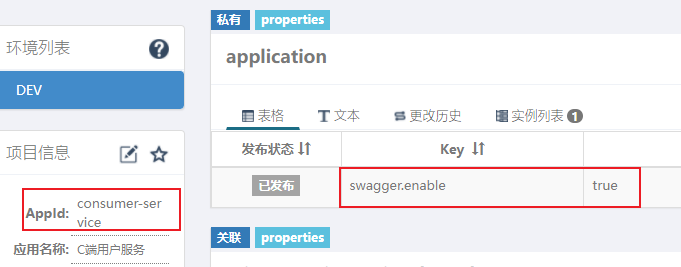 私有 properties
环境列表
application
DEV
表格 文本 更改历史 实例列表 1
项目信息
发布状态 Key
已发布 swagger.enable true
AppId: consumer-ser
vice
关联 properties
应用名称: C端用户服务